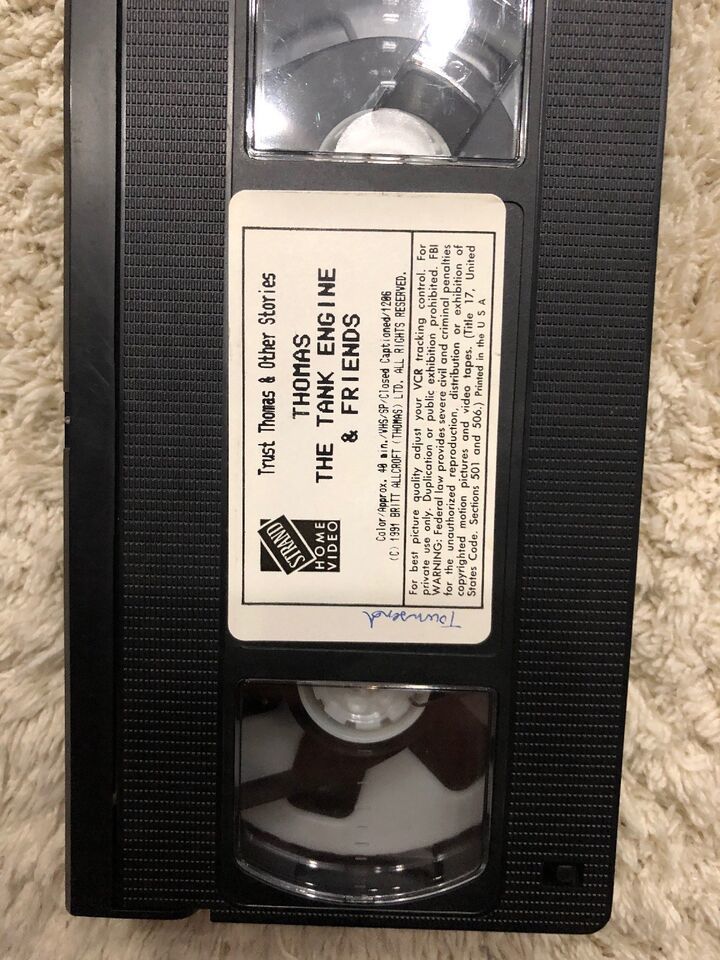 Trust Thomas & Other Stories
THOMAS
THE TANK ENGINE
& FRIENDS
STRAND
HOME
VIDEO
Color/Approx. 40 min./VHS/SP/Closed Captioned/1206
(C) 1991 BRITT ALLCROFT (THOMAS) LTD. ALL RIGHTS RESERVED.
For best picture quality adjust your VCR tracking control. For
private use only. Duplication or public exhibition prohibited. FBI
WARNING: Federal law provides severe civil and criminal penalties
for the unauthorized reproduction, distribution or exhibition of
copyrighted motion pictures and video tapes. (Title 17, United
States Code. Sections 501 and 506.) Printed in the U S A
Townsend